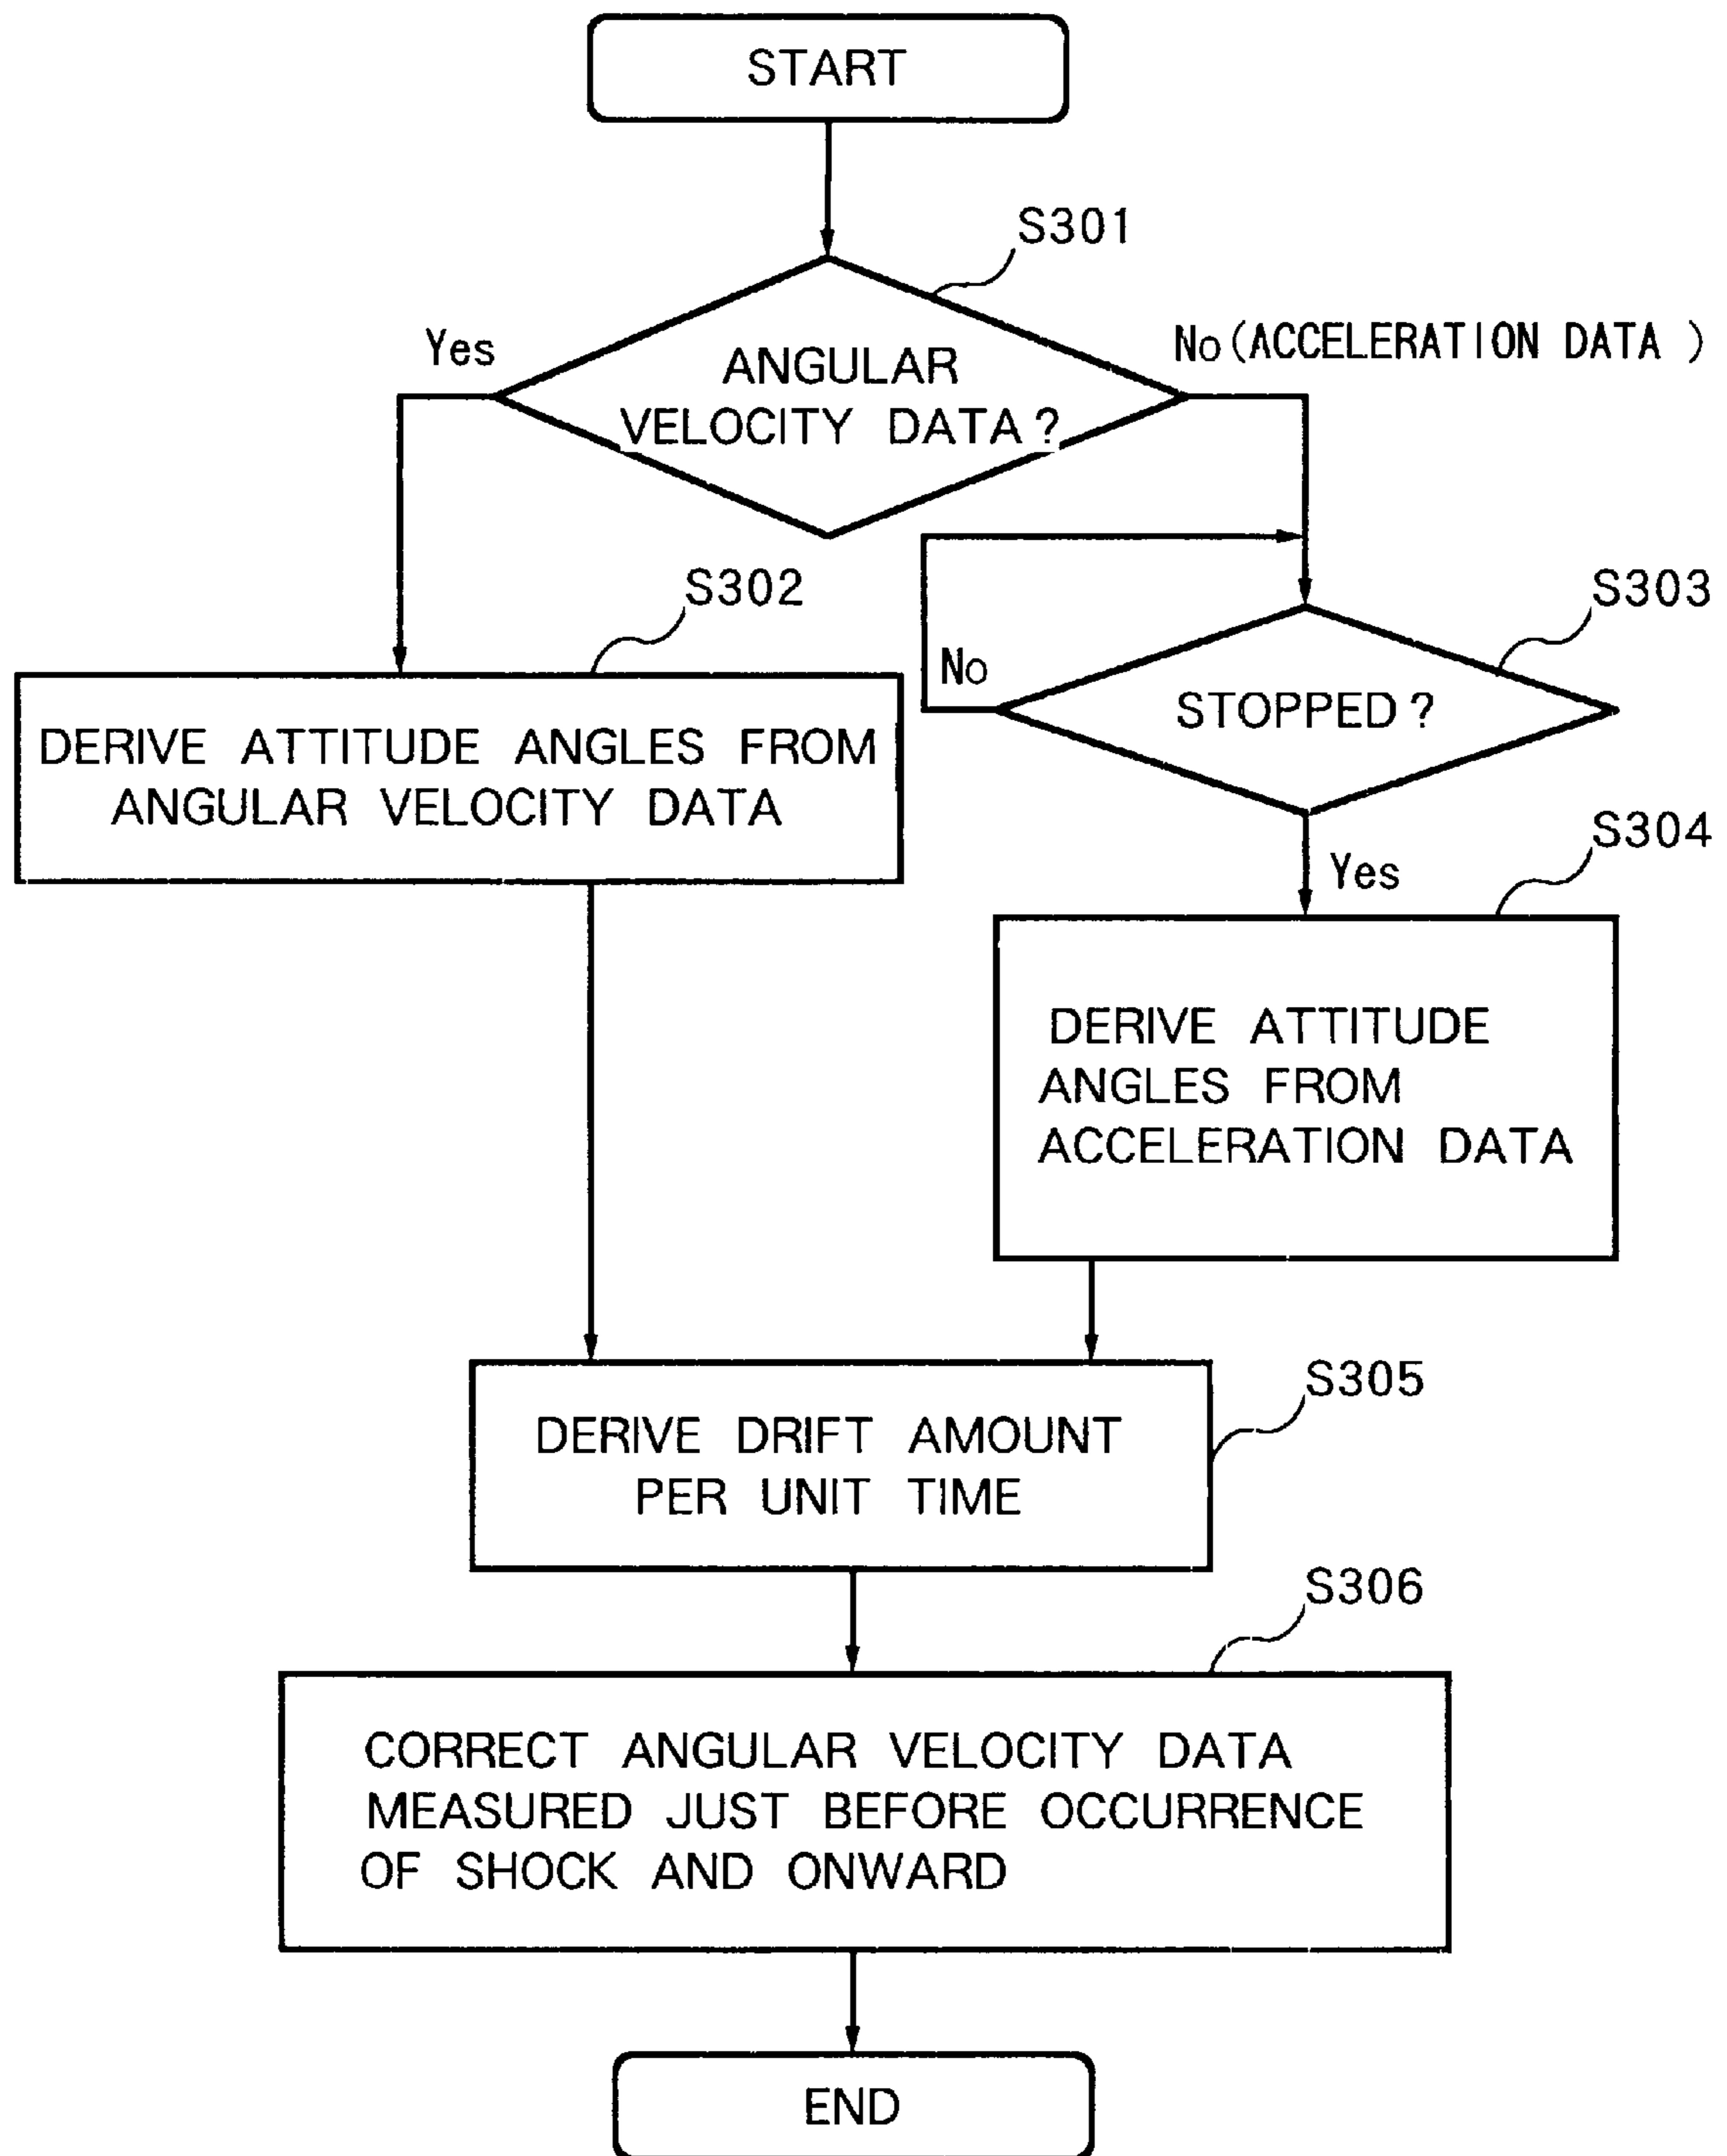 START
S301
Yes
No (ACCELERATION DATA )
ANGULAR
VELOCITY DATA ?
S302
S303
No
STOPPED ?
DERIVE ATTITUDE ANGLES FROM
ANGULAR VELOCITY DATA
S304
Yes
DERIVE ATTITUDE
ANGLES FROM
ACCELERATION DATA
S305
DERIVE DRIFT AMOUNT
PER UNIT TIME
S306
CORRECT ANGULAR VELOCITY DATA
MEASURED JUST BEFORE OCCURRENCE
OF SHOCK AND ONWARD
END